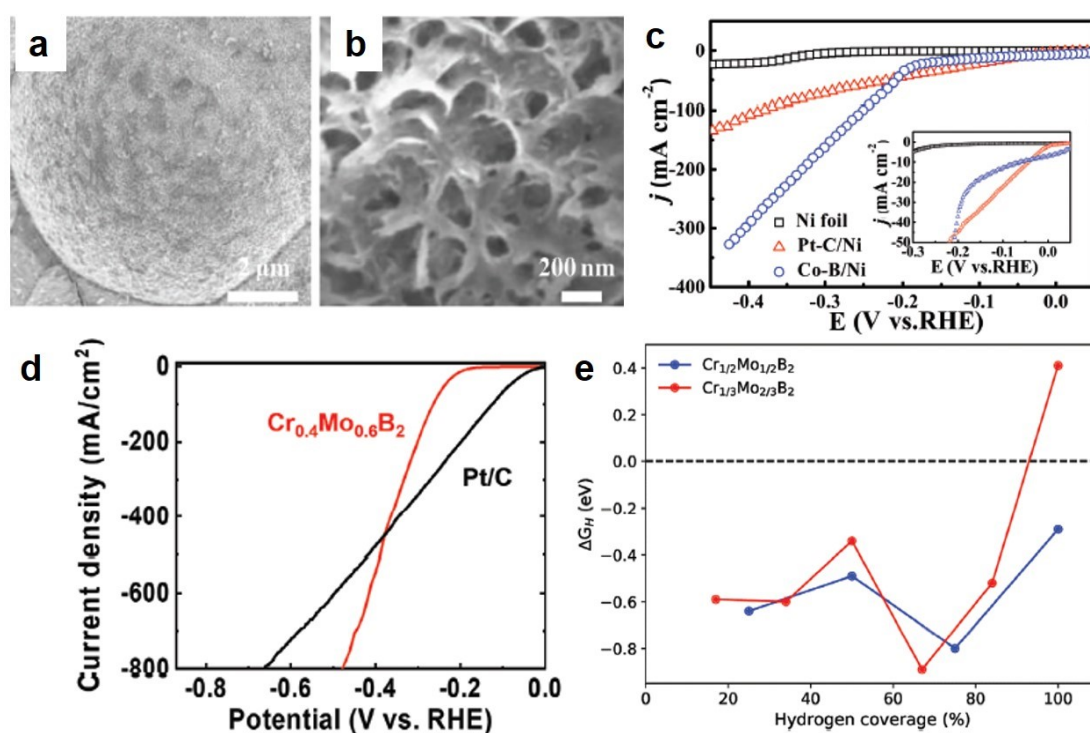 a
2 μm
b
200 nm
c
0
-100
-200
-300
-400
j (mA cm⁻²)
-0.4 -0.3 -0.2 -0.1 0.0
E (V vs.RHE)
Ni foil
Pt-C/Ni
Co-B/Ni
0
-10
-20
-30
-40
-50
j (mA cm⁻²)
-0.3 -0.2 -0.1 0.0
E (V vs.RHE)
d
0
-200
-400
-600
-800
Current density (mA/cm²)
-0.8 -0.6 -0.4 -0.2 0.0
Potential (V vs. RHE)
Cr₀.₄Mo₀.₆B₂
Pt/C
e
Cr₁/₂Mo₁/₂B₂
Cr₁/₃Mo₂/₃B₂
0.4
0.2
0.0
−0.2
−0.4
−0.6
−0.8
ΔG_H (eV)
0 20 40 60 80 100
Hydrogen coverage (%)